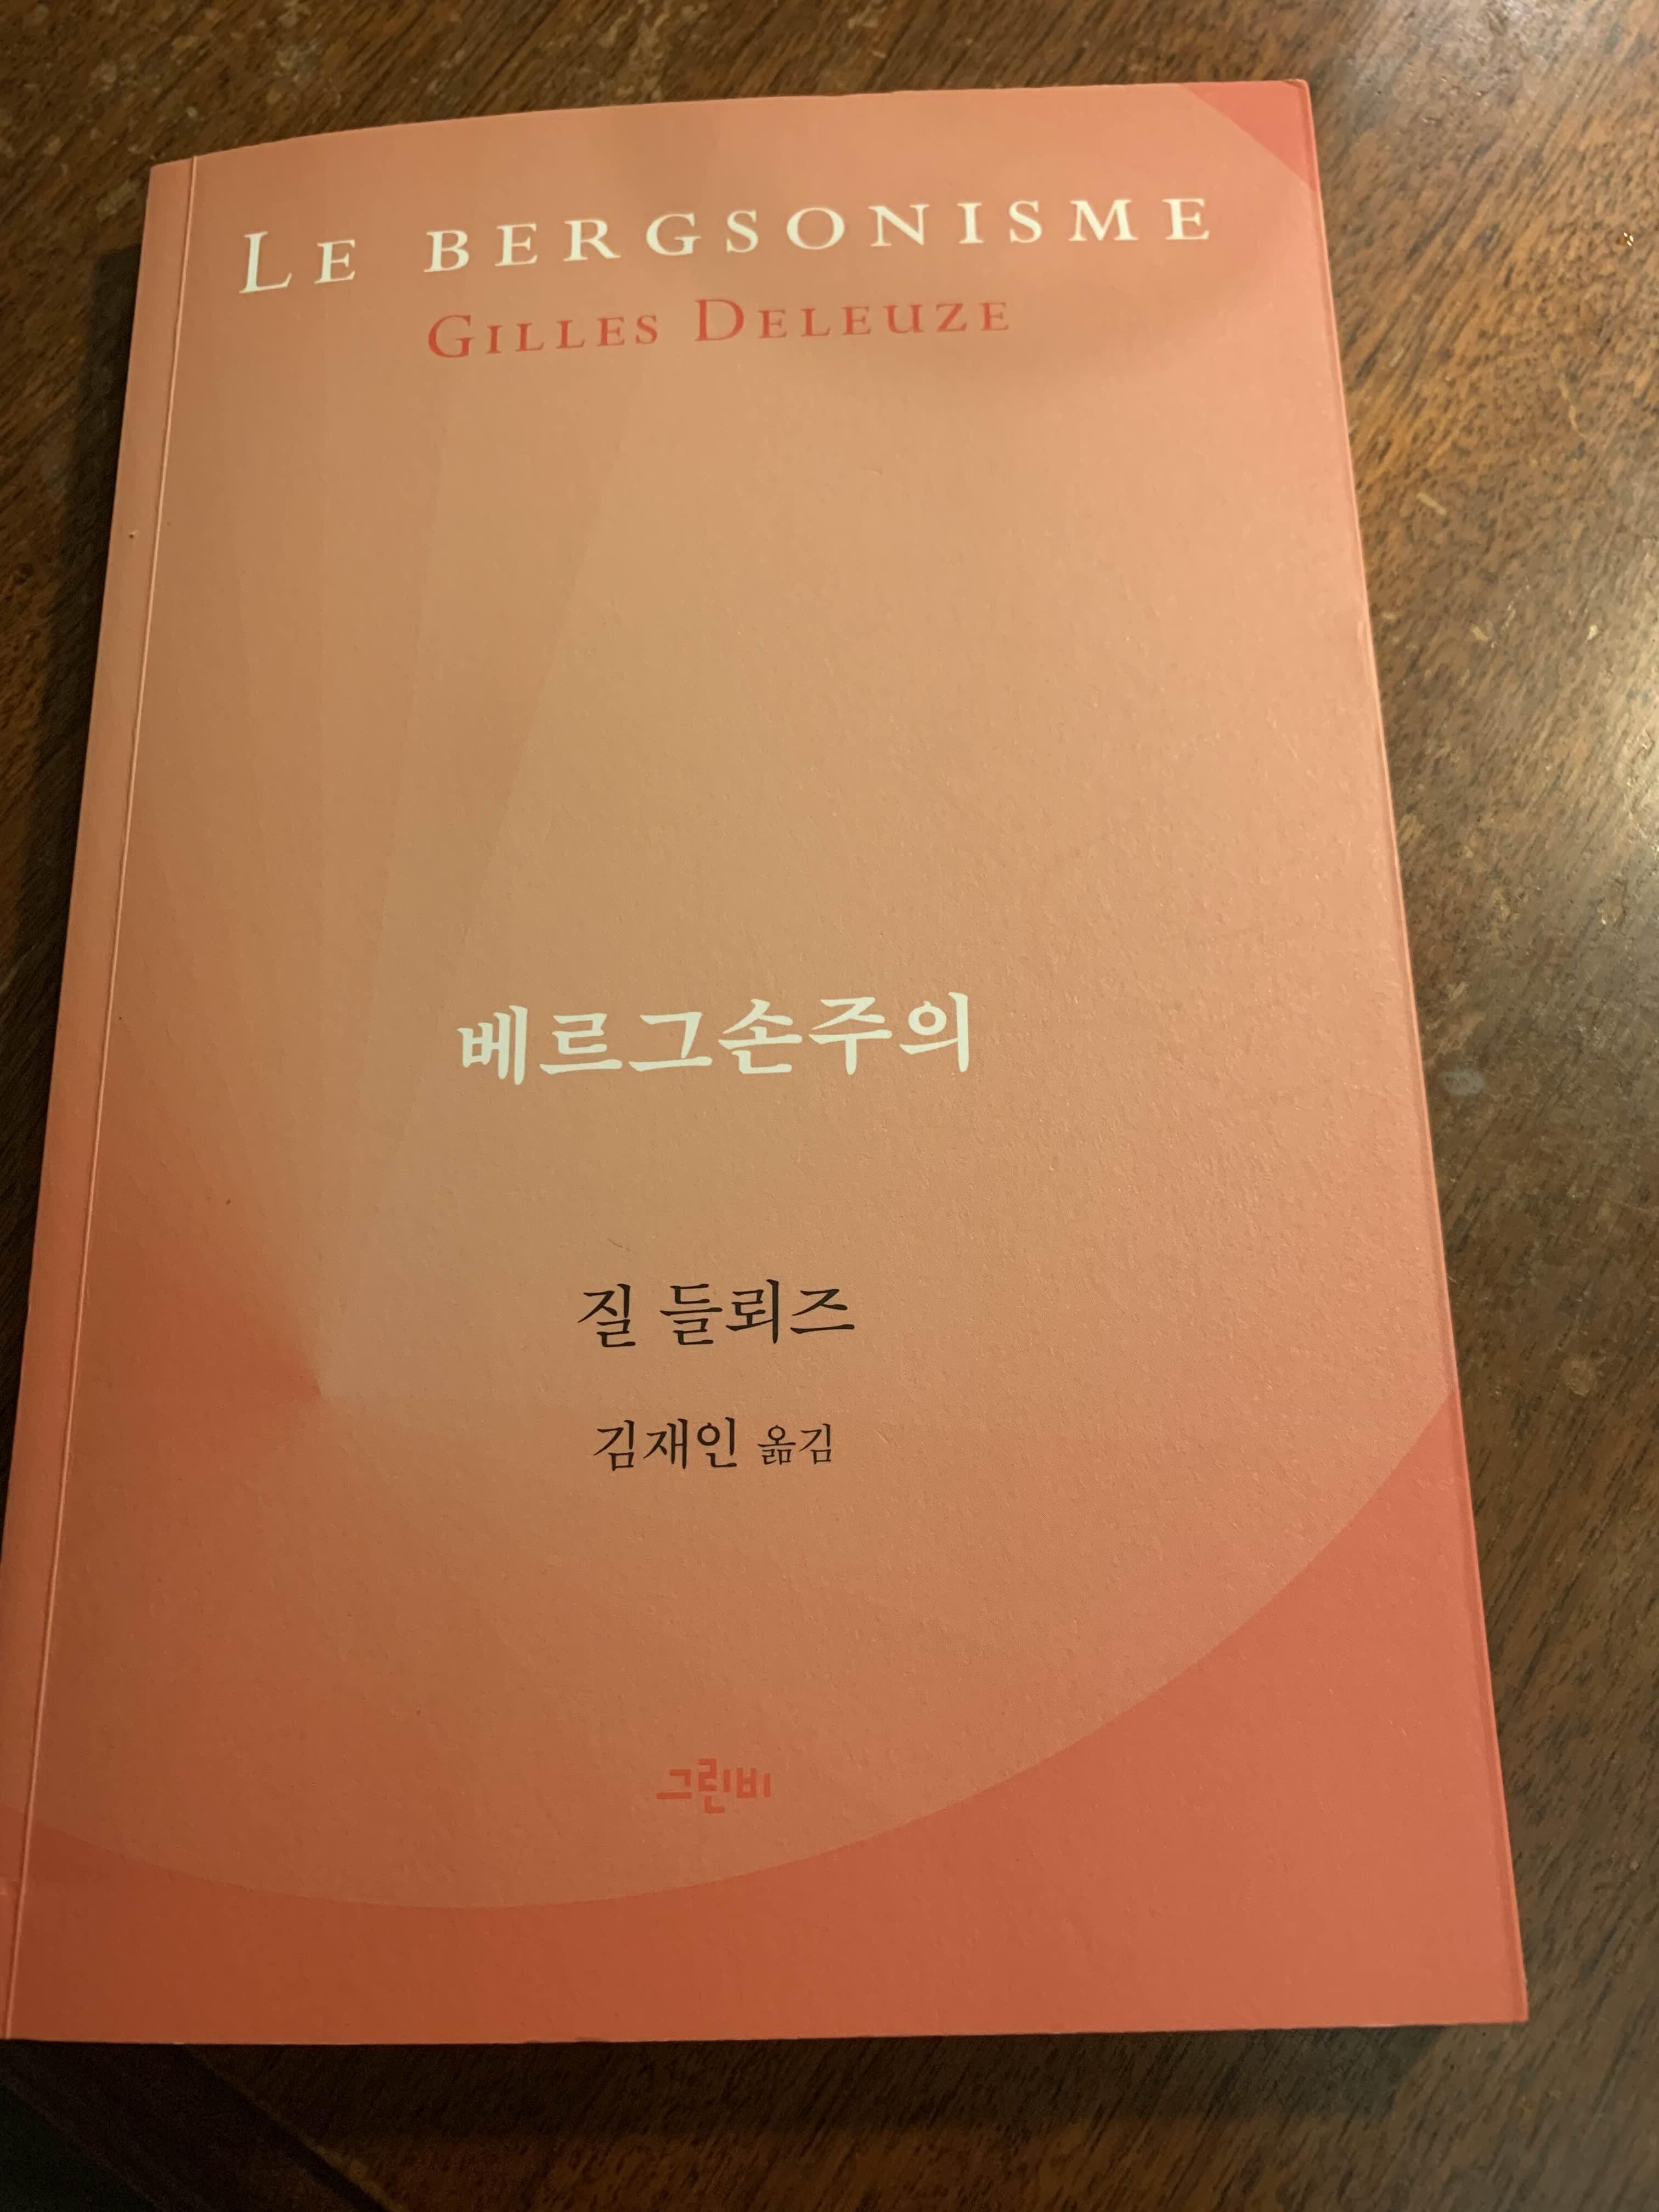 LE BERGSONISME
GILLES DELEUZE
베르그손주의
질 들뢰즈
김재인 옮김
그린비